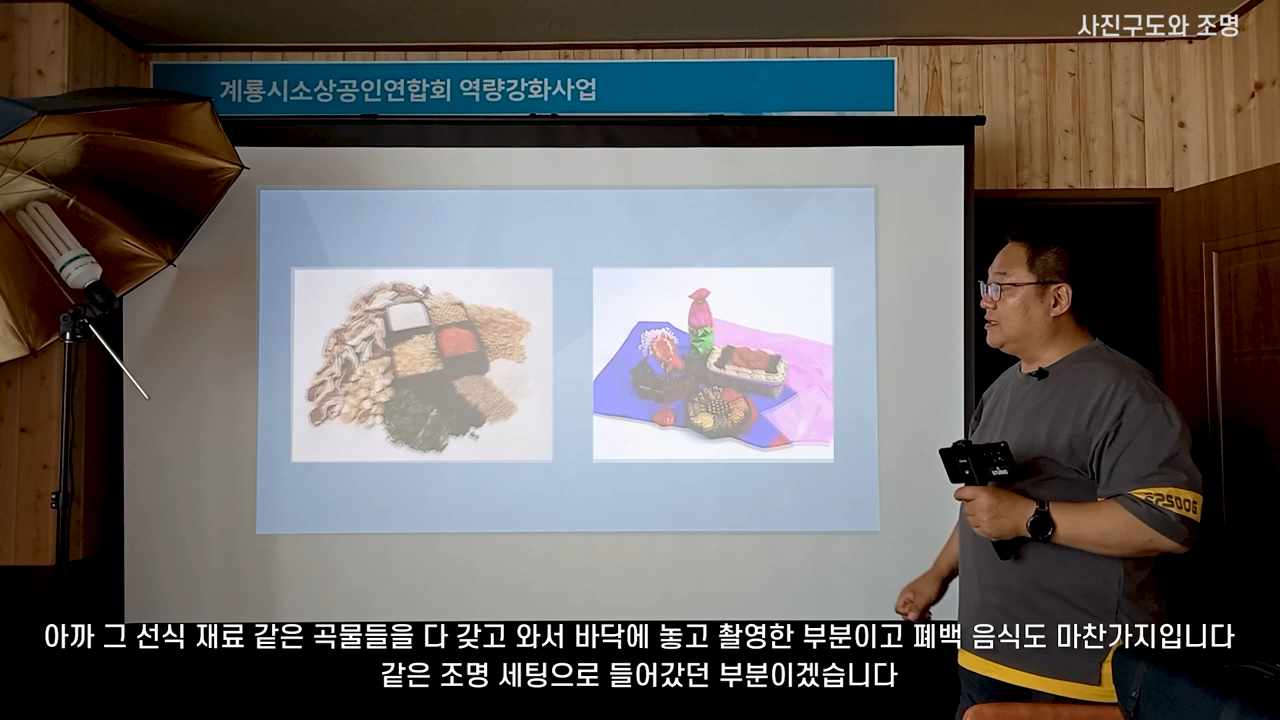 사진구도와 조명
계룡시소상공인연합회 역량강화사업
아까 그 선식 재료 같은 곡물들을 다 갖고 와서 바닥에 놓고 촬영한 부분이고 폐백 음식도 마찬가지입니다
같은 조명 세팅으로 들어갔던 부분이겠습니다